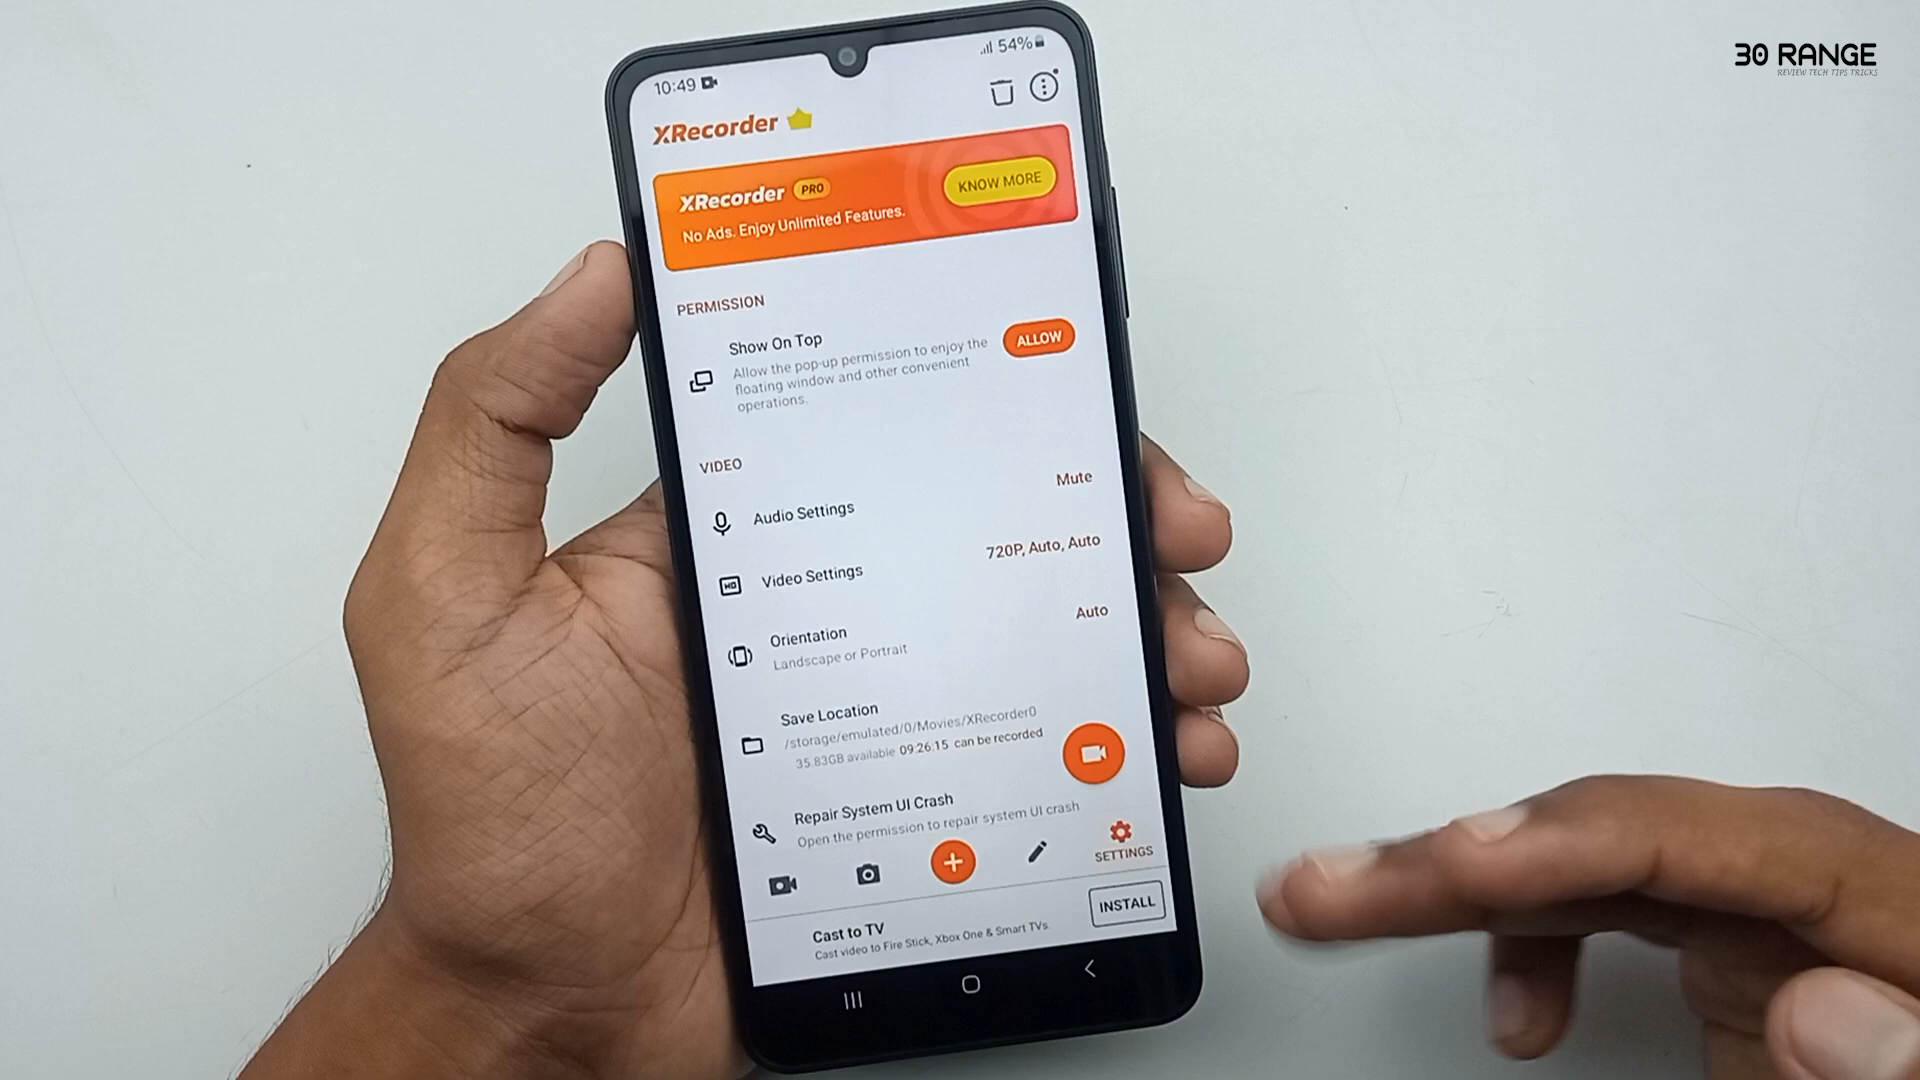 30 RANGE
REVIEW TECH TIPS TRICKS
10:49
54%
XRecorder
XRecorder PRO
KNOW MORE
No Ads. Enjoy Unlimited Features.
PERMISSION
Show On Top
Allow the pop-up permission to enjoy the
floating window and other convenient
operations.
ALLOW
VIDEO
Audio Settings
Mute
Video Settings
720P, Auto, Auto
Orientation
Landscape or Portrait
Auto
Save Location
/storage/emulated/0/Movies/XRecorder0
35.83GB available 09:26:15 can be recorded
Repair System UI Crash
Open the permission to repair system UI crash
SETTINGS
Cast to TV
Cast video to Fire Stick, Xbox One & Smart TVs.
INSTALL